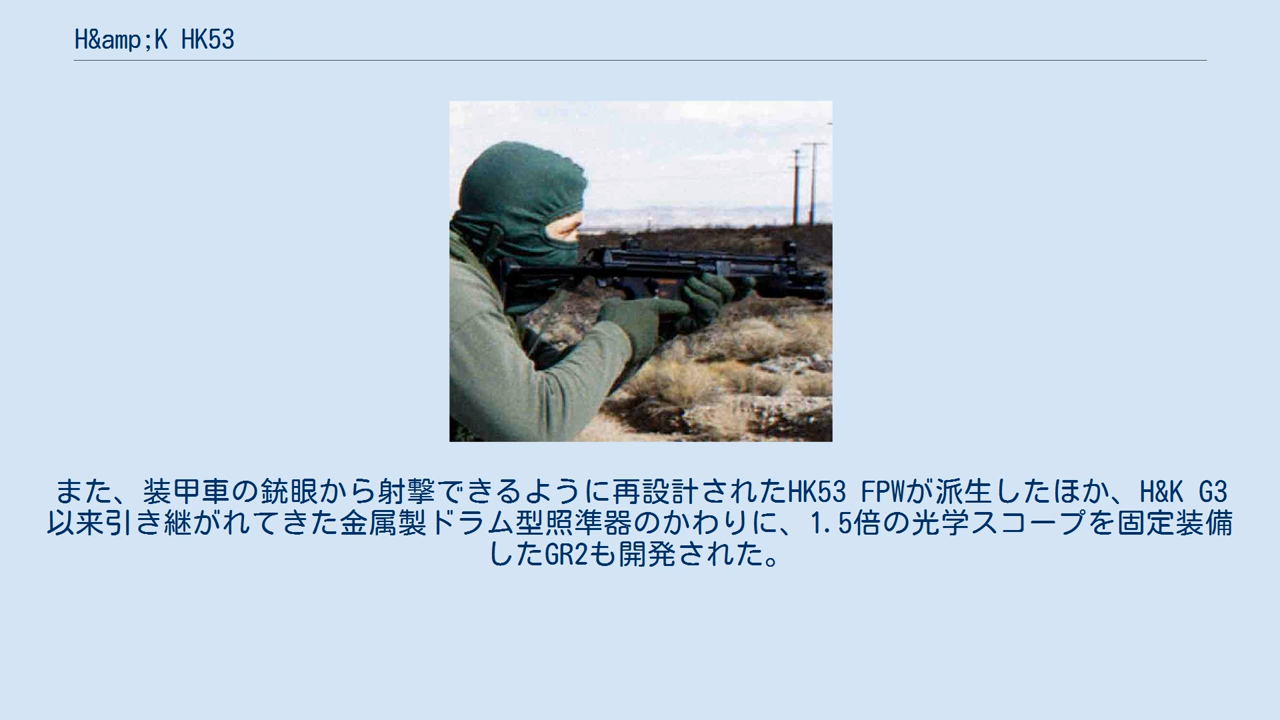 H&amp;K HK53
また、装甲車の銃眼から射撃できるように再設計されたHK53 FPWが派生したほか、H&K G3
以来引き継がれてきた金属製ドラム型照準器のかわりに、1.5倍の光学スコープを固定装備
したGR2も開発された。